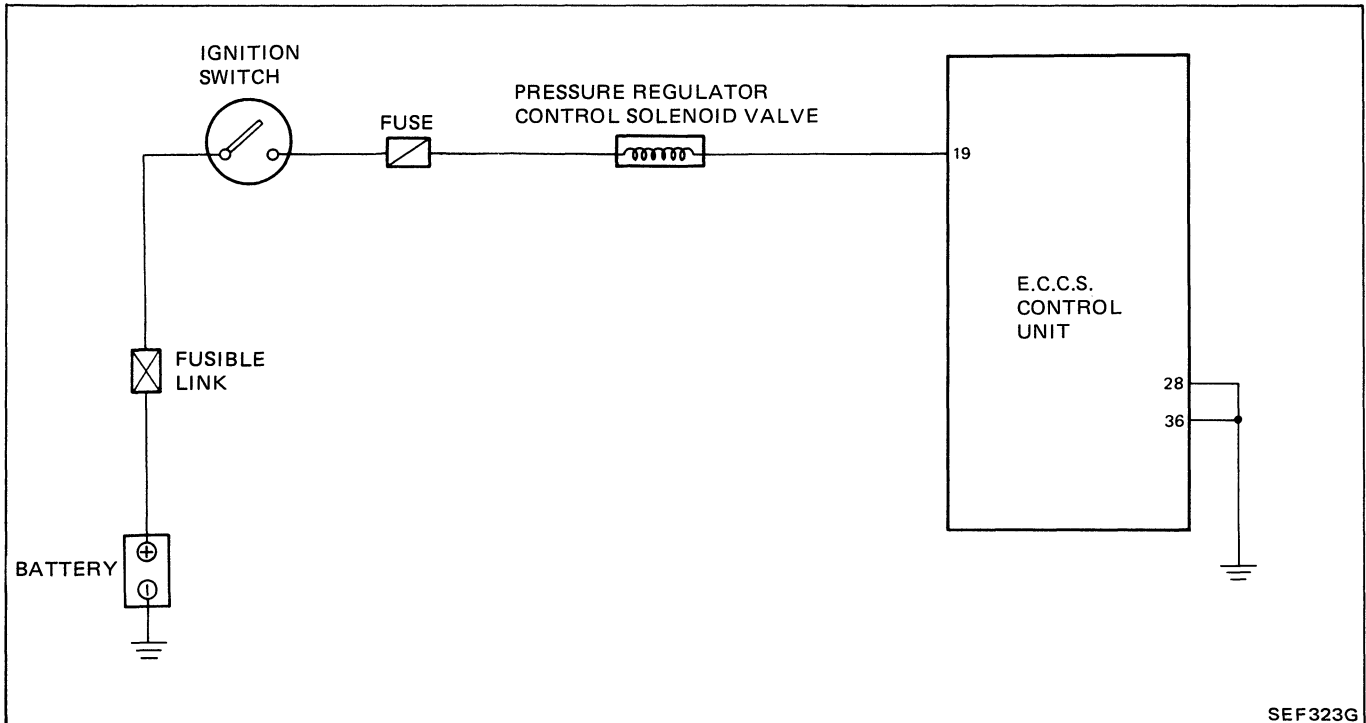 IGNITION
SWITCH
FUSE
PRESSURE REGULATOR
CONTROL SOLENOID VALVE
19
E.C.C.S.
CONTROL
UNIT
FUSIBLE
LINK
28
36
BATTERY
+
−
SEF323G